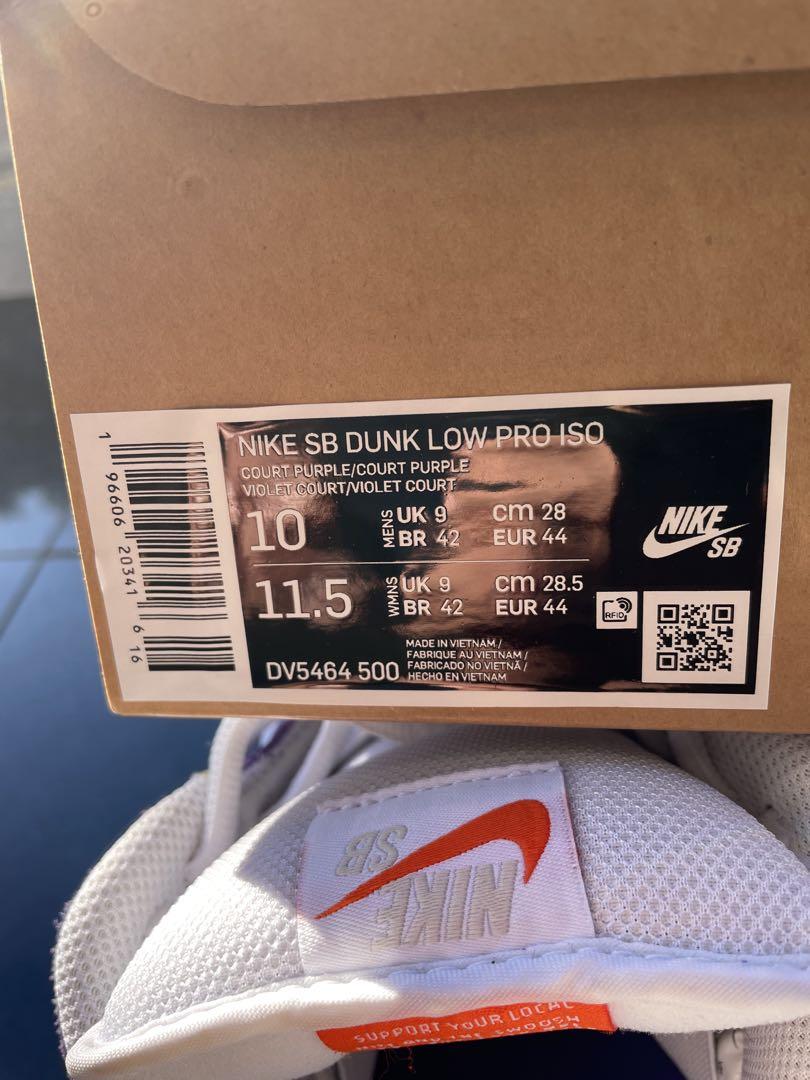 NIKE SB DUNK LOW PRO ISO
COURT PURPLE/COURT PURPLE
VIOLET COURT/VIOLET COURT
10 MENS UK 9 cm 28
BR 42 EUR 44
11.5 WMNS UK 9 cm 28.5
BR 42 EUR 44
DV5464 500
MADE IN VIETNAM /
FABRIQUE AU VIETNAM /
FABRICADO NO VIETNÃ /
HECHO EN VIETNAM
1 96606 20341 6 16
NIKE
SB
RFID
NIKE
SB
SUPPORT YOUR LOCAL
SWOOSH